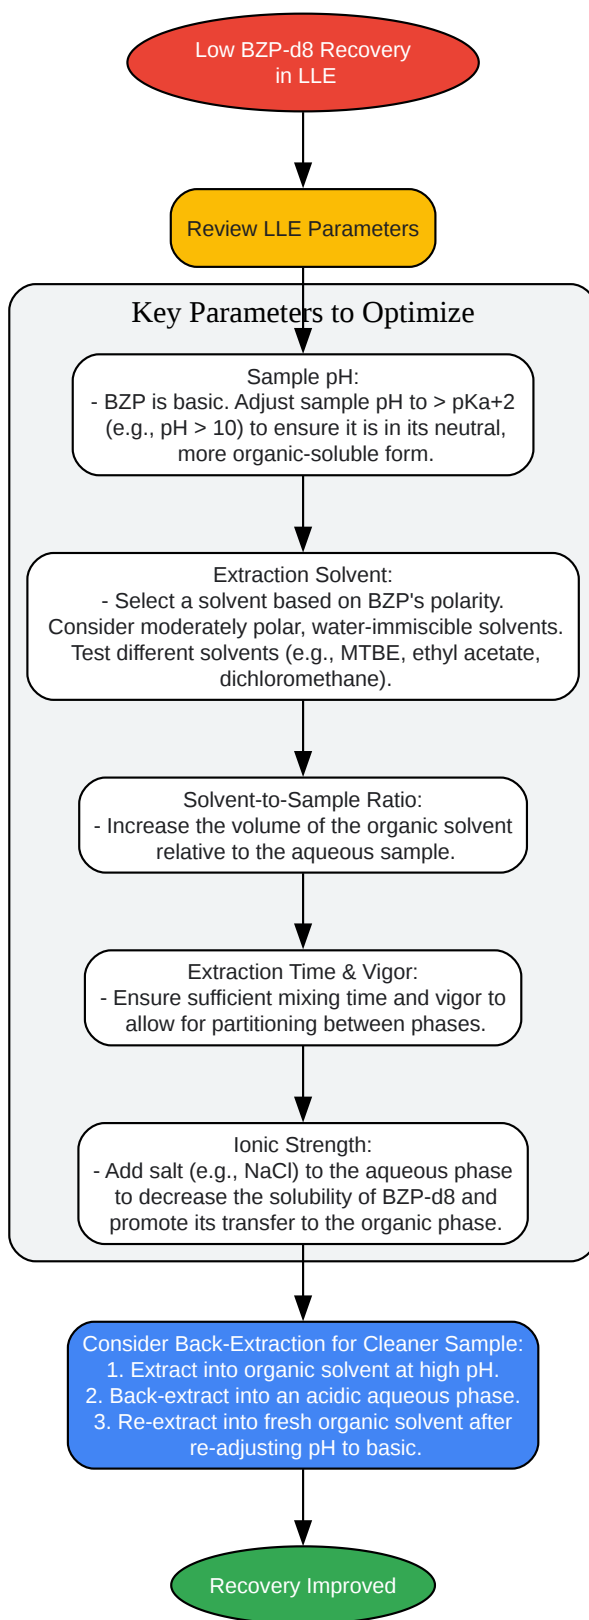 Low BZP-d8 Recovery
in LLE
Review LLE Parameters
Key Parameters to Optimize
Sample pH:
- BZP is basic. Adjust sample pH to > pKa+2
(e.g., pH > 10) to ensure it is in its neutral,
more organic-soluble form.
Extraction Solvent:
- Select a solvent based on BZP's polarity.
Consider moderately polar, water-immiscible solvents.
Test different solvents (e.g., MTBE, ethyl acetate,
dichloromethane).
Solvent-to-Sample Ratio:
- Increase the volume of the organic solvent
relative to the aqueous sample.
Extraction Time & Vigor:
- Ensure sufficient mixing time and vigor to
allow for partitioning between phases.
Ionic Strength:
- Add salt (e.g., NaCl) to the aqueous phase
to decrease the solubility of BZP-d8 and
promote its transfer to the organic phase.
Consider Back-Extraction for Cleaner Sample:
1. Extract into organic solvent at high pH.
2. Back-extract into an acidic aqueous phase.
3. Re-extract into fresh organic solvent after
re-adjusting pH to basic.
Recovery Improved